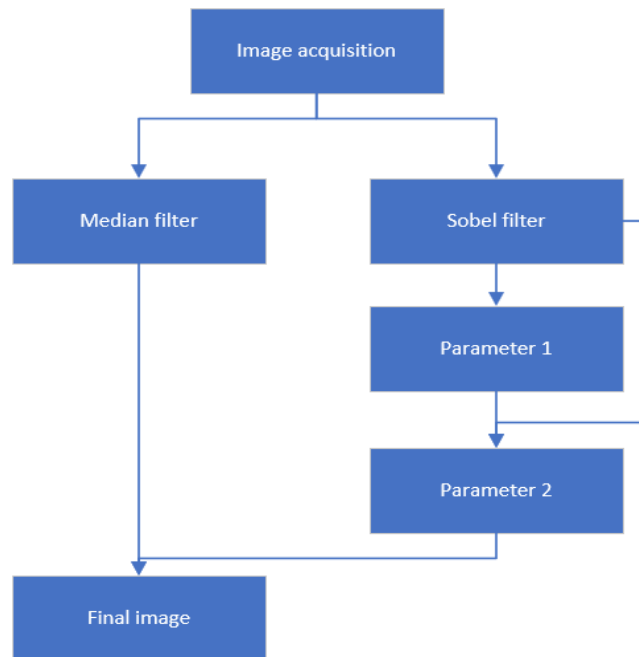 Image acquisition
Median filter
Sobel filter
Parameter 1
Parameter 2
Final image